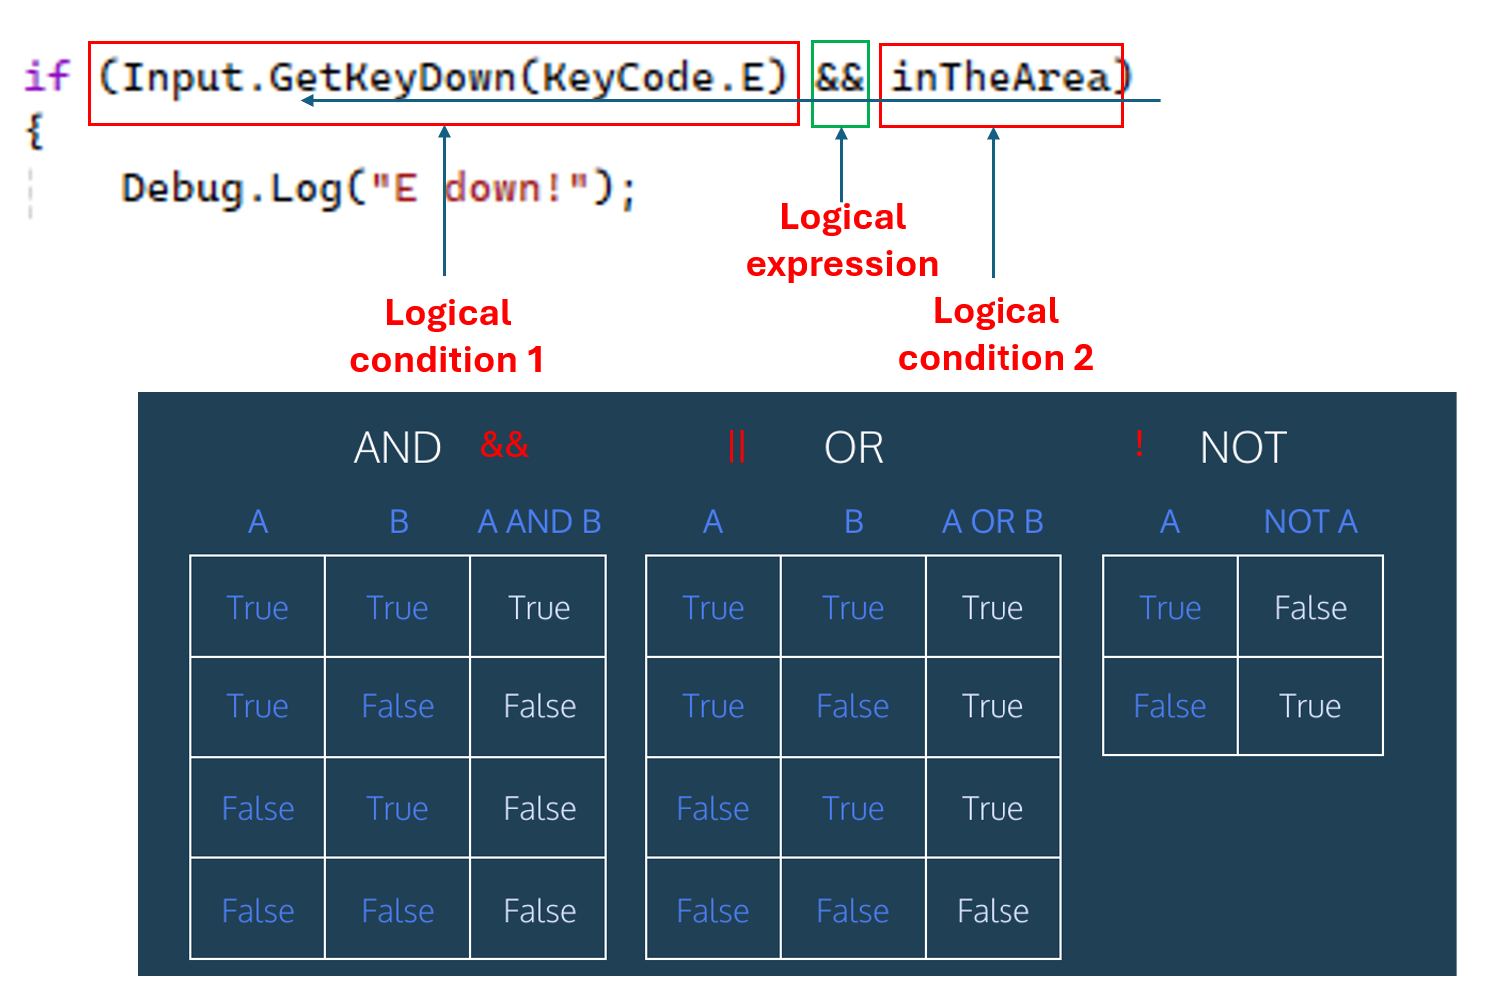 if (Input.GetKeyDown(KeyCode.E) && inTheArea)
{
Debug.Log("E down!");
Logical
expression
Logical
condition 1
Logical
condition 2
AND && || OR ! NOT
A B A AND B A B A OR B A NOT A
True True True True True True True False
True False False True False True False True
False True False False True True
False False False False False False